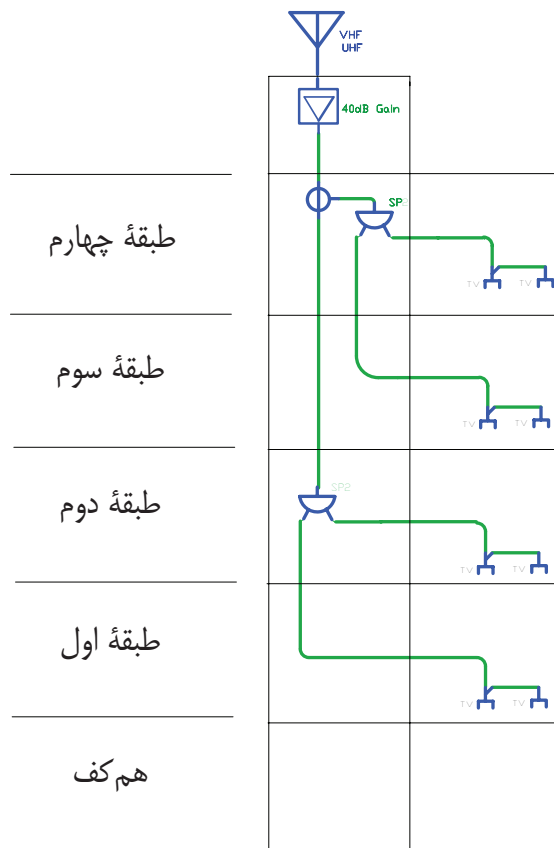 VHF
UHF
40dB Gain
SP2
طبقهٔ چهارم
TV TV
طبقهٔ سوم
TV TV
SP2
طبقهٔ دوم
TV TV
طبقهٔ اول
TV TV
هم‌کف